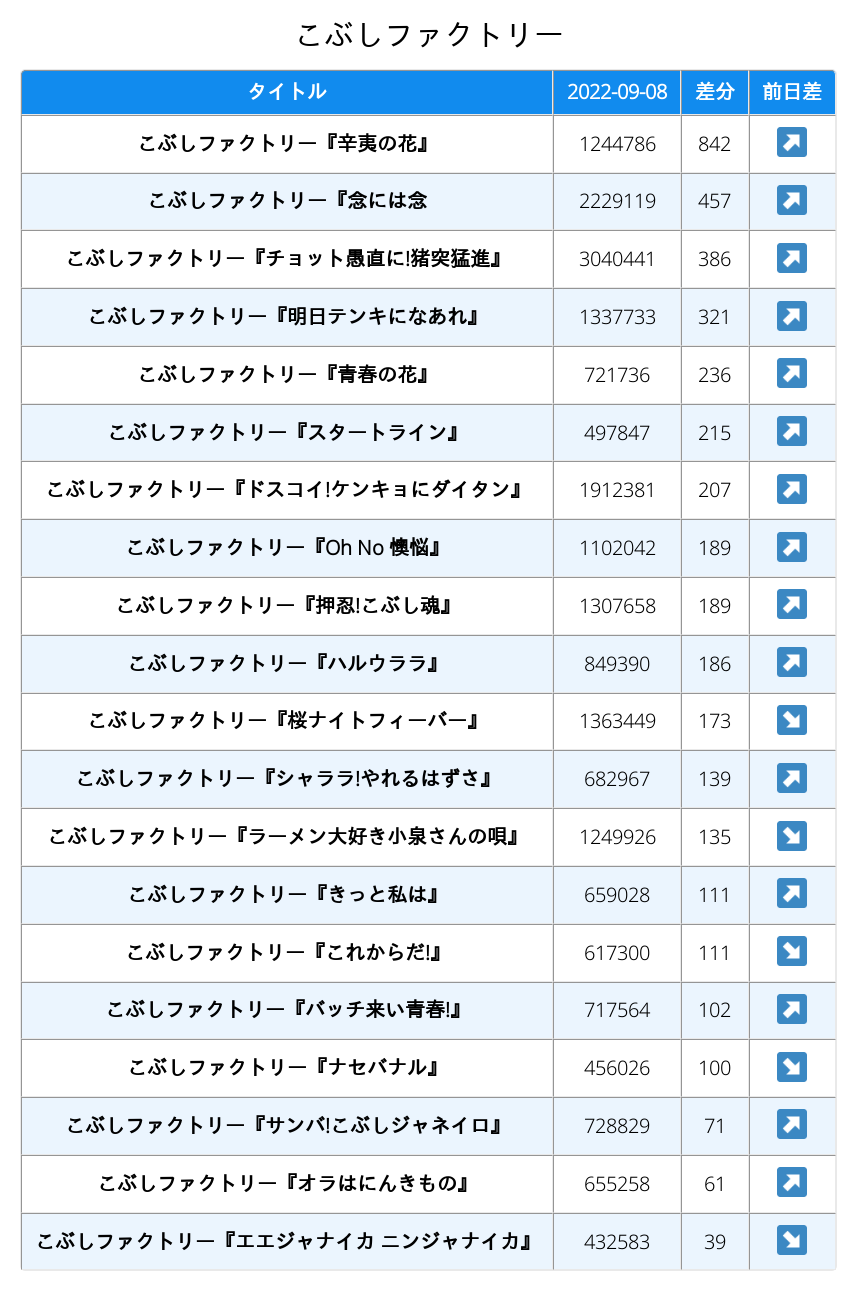 こぶしファクトリー
タイトル 2022-09-08 差分 前日差
こぶしファクトリー『辛夷の花』 1244786 842 ↗
こぶしファクトリー『念には念 2229119 457 ↗
こぶしファクトリー『チョット愚直に!猪突猛進』 3040441 386 ↗
こぶしファクトリー『明日テンキになあれ』 1337733 321 ↗
こぶしファクトリー『青春の花』 721736 236 ↗
こぶしファクトリー『スタートライン』 497847 215 ↗
こぶしファクトリー『ドスコイ!ケンキョにダイタン』 1912381 207 ↗
こぶしファクトリー『Oh No 懊悩』 1102042 189 ↗
こぶしファクトリー『押忍!こぶし魂』 1307658 189 ↗
こぶしファクトリー『ハルウララ』 849390 186 ↗
こぶしファクトリー『桜ナイトフィーバー』 1363449 173 ↘
こぶしファクトリー『シャララ!やれるはずさ』 682967 139 ↗
こぶしファクトリー『ラーメン大好き小泉さんの唄』 1249926 135 ↘
こぶしファクトリー『きっと私は』 659028 111 ↗
こぶしファクトリー『これからだ!』 617300 111 ↘
こぶしファクトリー『バッチ来い青春!』 717564 102 ↗
こぶしファクトリー『ナセバナル』 456026 100 ↘
こぶしファクトリー『サンバ!こぶしジャネイロ』 728829 71 ↗
こぶしファクトリー『オラはにんきもの』 655258 61 ↗
こぶしファクトリー『エエジャナイカ ニンジャナイカ』 432583 39 ↘